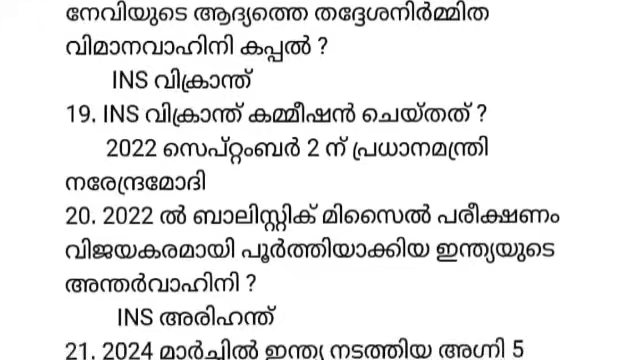 നേവിയുടെ ആദ്യത്തെ തദ്ദേശനിർമ്മിത
വിമാനവാഹിനി കപ്പൽ ?
INS വിക്രാന്ത്
19. INS വിക്രാന്ത് കമ്മീഷൻ ചെയ്തത് ?
2022 സെപ്റ്റംബർ 2 ന് പ്രധാനമന്ത്രി
നരേന്ദ്രമോദി
20. 2022 ൽ ബാലിസ്റ്റിക് മിസൈൽ പരീക്ഷണം
വിജയകരമായി പൂർത്തിയാക്കിയ ഇന്ത്യയുടെ
അന്തർവാഹിനി ?
INS അരിഹന്ത്
21. 2024 മാർച്ചിൽ ഇന്ത്യ നടത്തിയ അഗ്നി 5